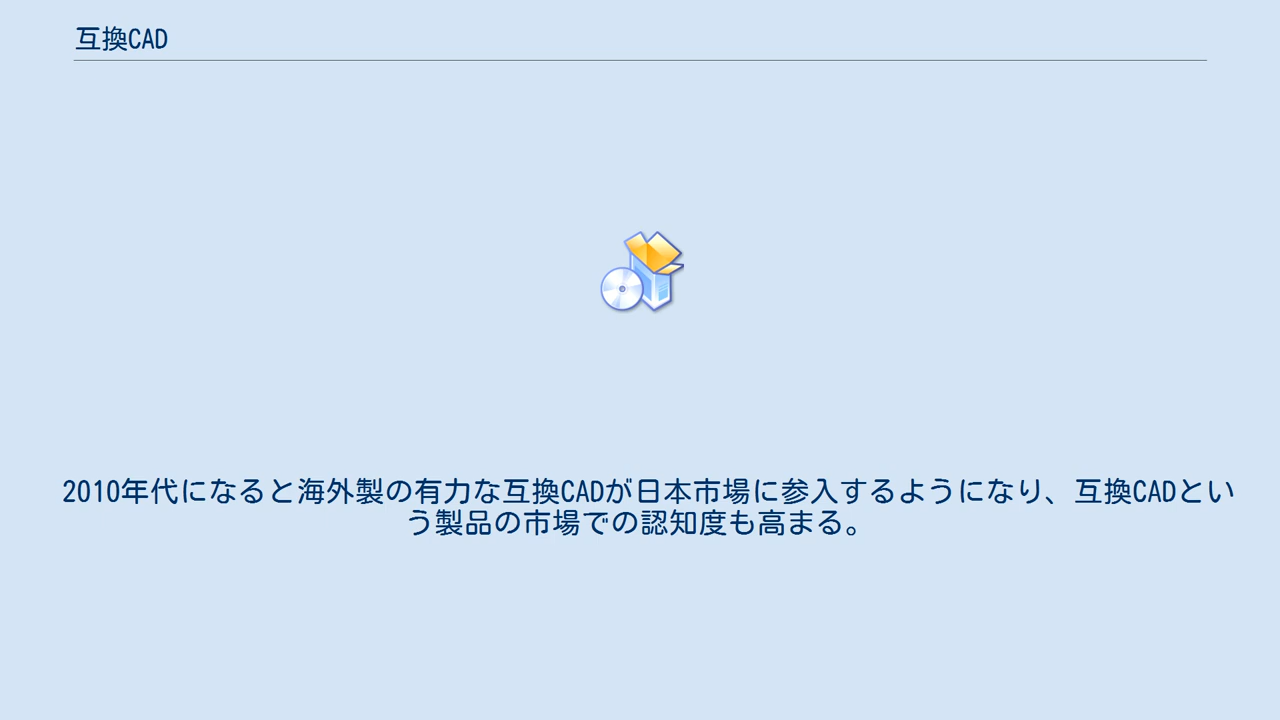 互換CAD
2010年代になると海外製の有力な互換CADが日本市場に参入するようになり、互換CADとい
う製品の市場での認知度も高まる。